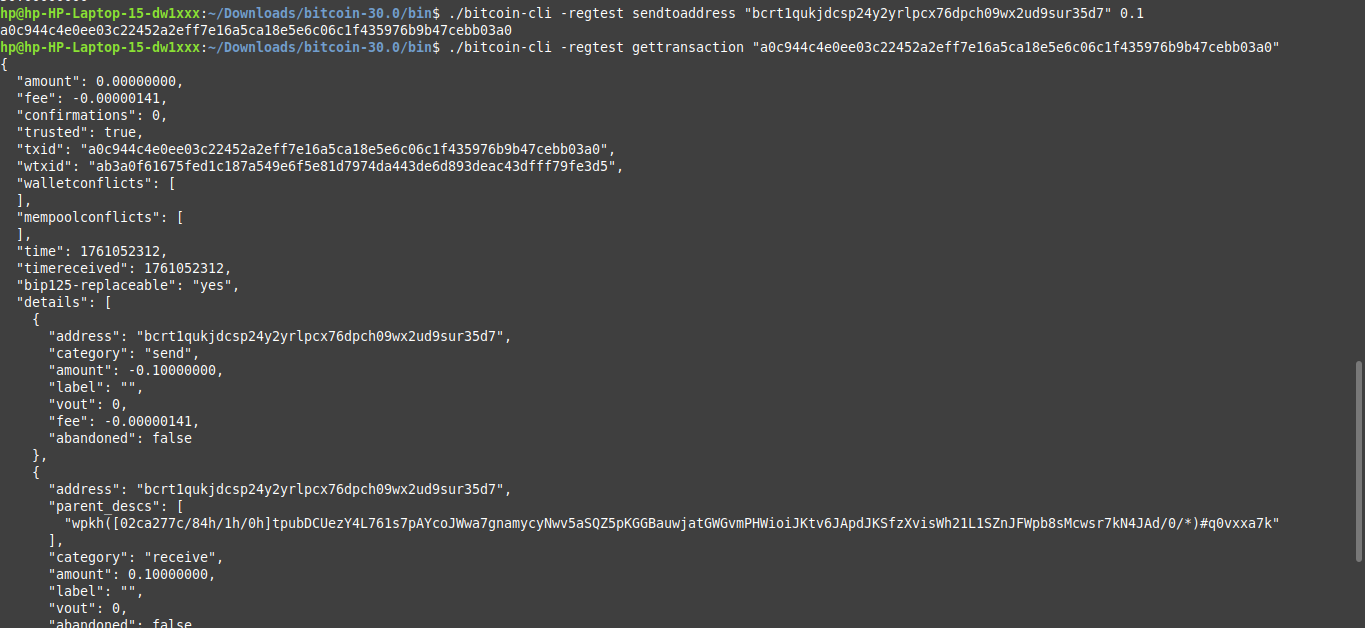 hp@hp-HP-Laptop-15-dw1xxx:~/Downloads/bitcoin-30.0/bin$ ./bitcoin-cli -regtest sendtoaddress "bcrt1qukjdcsp24y2yrlpcx76dpch09wx2ud9sur35d7" 0.1
a0c944c4e0ee03c22452a2eff7e16a5ca18e5e6c06c1f435976b9b47cebb03a0
hp@hp-HP-Laptop-15-dw1xxx:~/Downloads/bitcoin-30.0/bin$ ./bitcoin-cli -regtest gettransaction "a0c944c4e0ee03c22452a2eff7e16a5ca18e5e6c06c1f435976b9b47cebb03a0"
{
  "amount": 0.00000000,
  "fee": -0.00000141,
  "confirmations": 0,
  "trusted": true,
  "txid": "a0c944c4e0ee03c22452a2eff7e16a5ca18e5e6c06c1f435976b9b47cebb03a0",
  "wtxid": "ab3a0f61675fed1c187a549e6f5e81d7974da443de6d893deac43dfff79fe3d5",
  "walletconflicts": [
  ],
  "mempoolconflicts": [
  ],
  "time": 1761052312,
  "timereceived": 1761052312,
  "bip125-replaceable": "yes",
  "details": [
    {
      "address": "bcrt1qukjdcsp24y2yrlpcx76dpch09wx2ud9sur35d7",
      "category": "send",
      "amount": -0.10000000,
      "label": "",
      "vout": 0,
      "fee": -0.00000141,
      "abandoned": false
    },
    {
      "address": "bcrt1qukjdcsp24y2yrlpcx76dpch09wx2ud9sur35d7",
      "parent_descs": [
        "wpkh([02ca277c/84h/1h/0h]tpubDCUezY4L761s7pAYcoJWwa7gnamycyNwv5aSQZ5pKGGBauwjatGWGvmPHWioiJKtv6JApdJKSfzXvisWh21L1SZnJFWpb8sMcwsr7kN4JAd/0/*)#q0vxxa7k"
      ],
      "category": "receive",
      "amount": 0.10000000,
      "label": "",
      "vout": 0,
      "abandoned": false